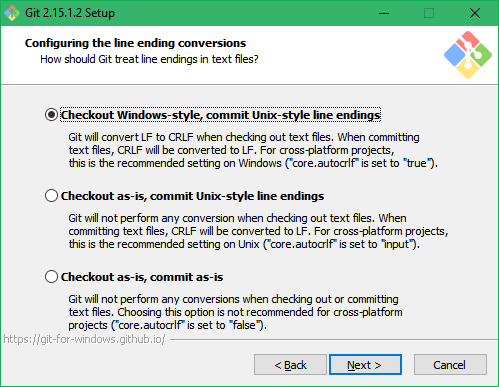 Git 2.15.1.2 Setup
Configuring the line ending conversions
How should Git treat line endings in text files?
Checkout Windows-style, commit Unix-style line endings
Git will convert LF to CRLF when checking out text files. When committing
text files, CRLF will be converted to LF. For cross-platform projects,
this is the recommended setting on Windows ("core.autocrlf" is set to "true").
Checkout as-is, commit Unix-style line endings
Git will not perform any conversion when checking out text files. When
committing text files, CRLF will be converted to LF. For cross-platform projects,
this is the recommended setting on Unix ("core.autocrlf" is set to "input").
Checkout as-is, commit as-is
Git will not perform any conversions when checking out or committing
text files. Choosing this option is not recommended for cross-platform
projects ("core.autocrlf" is set to "false").
https://git-for-windows.github.io/
< Back
Next >
Cancel